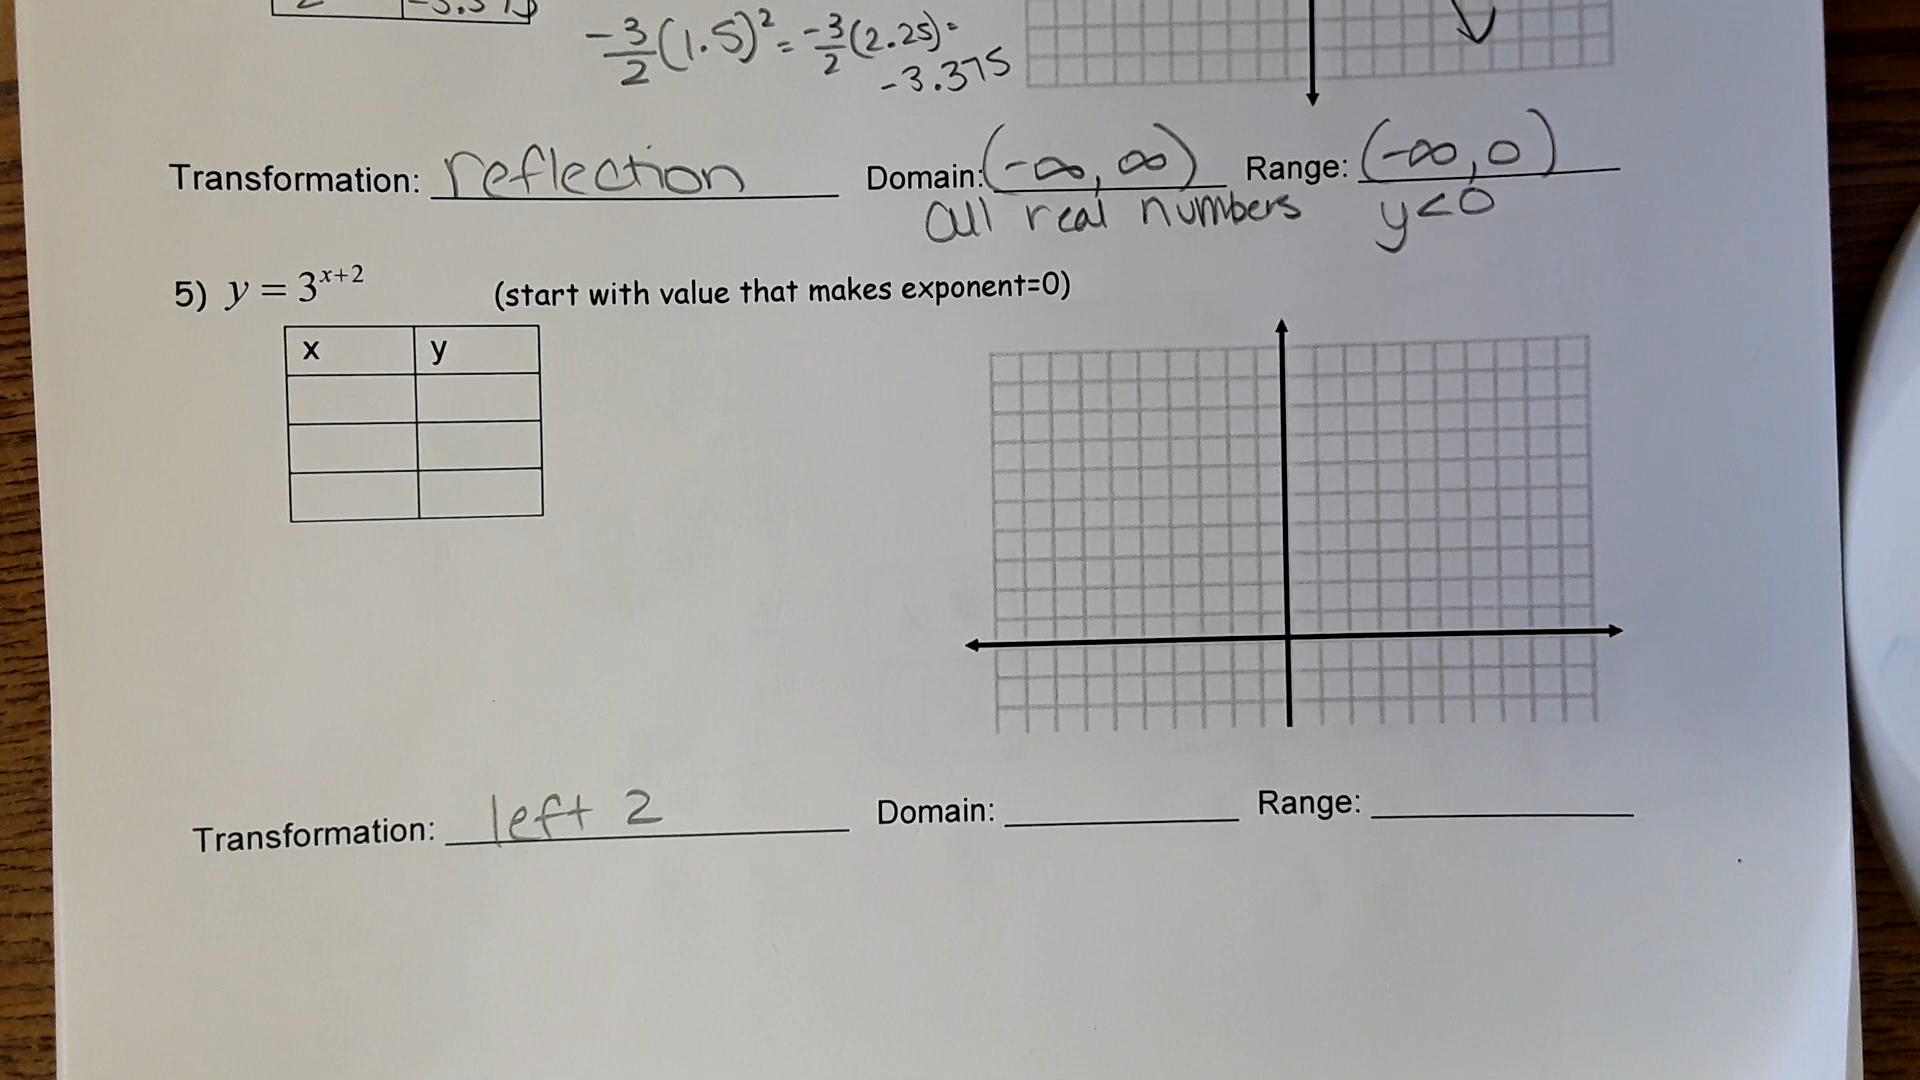 -3/2(1.5)²=-3/2(2.25)=
-3.375
Transformation: reflection Domain: (-∞, ∞) Range: (-∞, 0)
all real numbers y<0
5) y = 3^{x+2} (start with value that makes exponent=0)
x y
Transformation: left 2 Domain: Range: